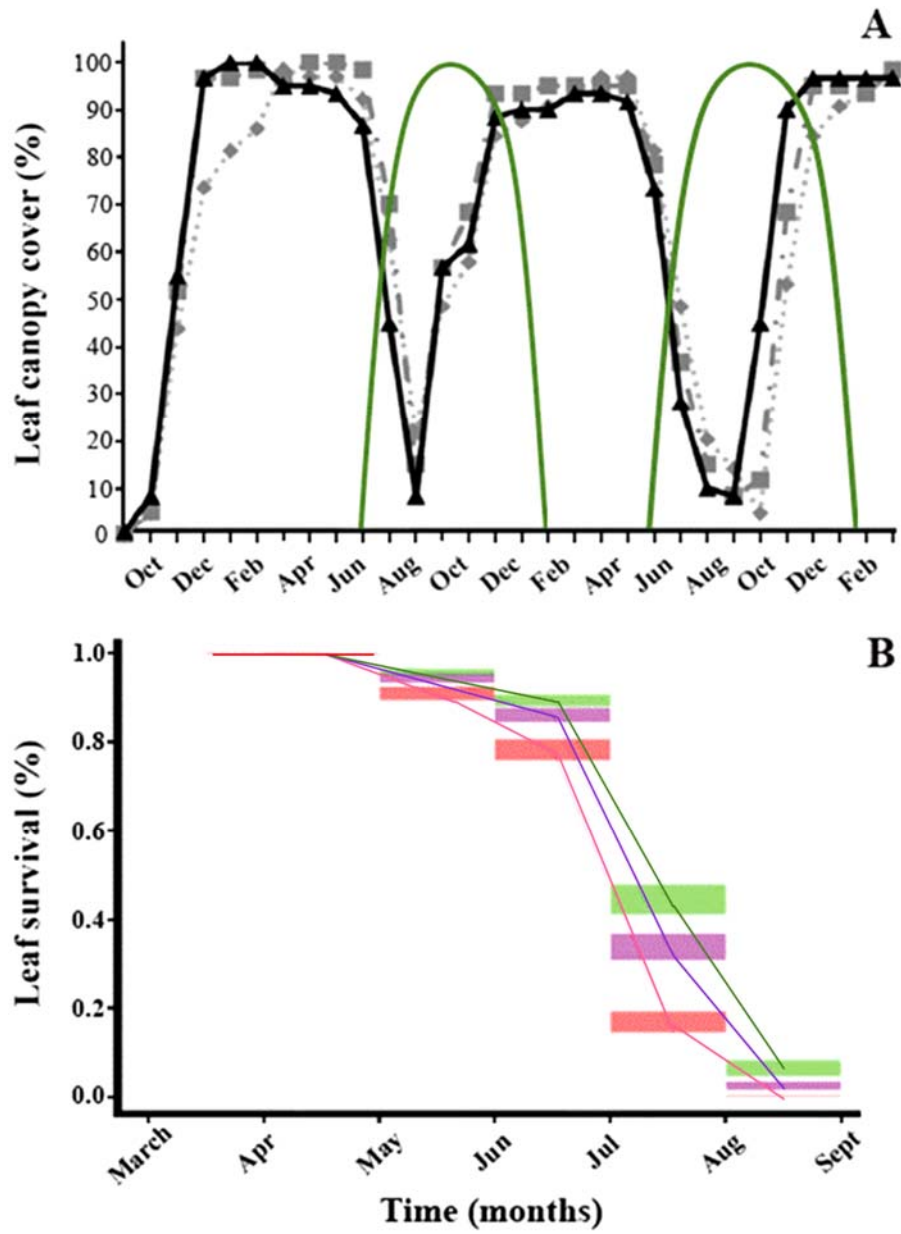 A
Leaf canopy cover (%)
100
90
80
70
60
50
40
30
20
10
0
Oct Dec Feb Apr Jun Aug Oct Dec Feb Apr Jun Aug Oct Dec Feb
B
Leaf survival (%)
1.0
0.8
0.6
0.4
0.2
0.0
March Apr May Jun Jul Aug Sept
Time (months)